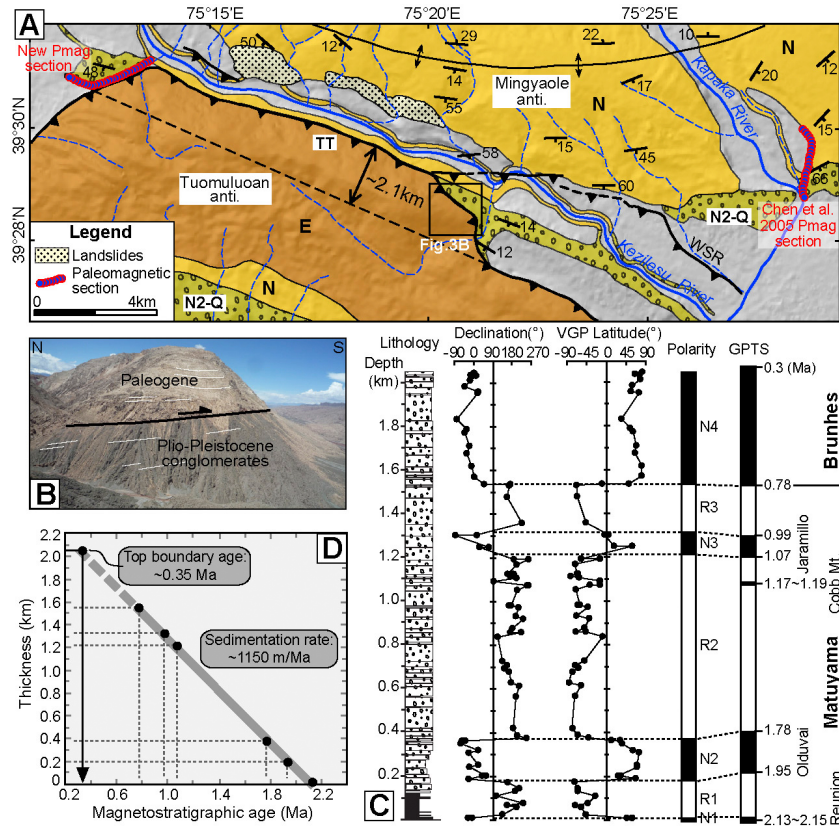 A
75°15'E
75°20'E
75°25'E
39°30'N
39°28'N
New Pmag
section
48
50
12
29
14
55
22
10
17
20
12
15
15
45
58
60
66
14
12
N
Mingyaole
anti.
Kapaka River
TT
Tuomuluoan
anti.
~2.1km
E
Fig.3B
N2-Q
Chen et al.
2005 Pmag
section
WSR
Kezilesu River
N
N2-Q
Legend
Landslides
Paleomagnetic
section
0 4km
N S
Paleogene
Plio-Pleistocene
conglomerates
B
D
Top boundary age:
~0.35 Ma
Sedimentation rate:
~1150 m/Ma
Thickness (km)
2.2
2.0
1.8
1.6
1.4
1.2
1.0
0.8
0.6
0.4
0.2
0
0.2 0.6 1.0 1.4 1.8 2.2
Magnetostratigraphic age (Ma)
C
Lithology
Declination(°)
VGP Latitude(°)
Polarity
GPTS
Depth
(km)
-90 0 90 180 270
-90 -45 0 45 90
2.0
1.8
1.6
1.4
1.2
1.0
0.8
0.6
0.4
0.2
N4
R3
N3
R2
N2
R1
N1
0.3 (Ma)
0.78
0.99
1.07
1.17~1.19
1.78
1.95
2.13~2.15
Brunhes
Matuyama
Jaramillo
Cobb Mt
Olduvai
Reunion